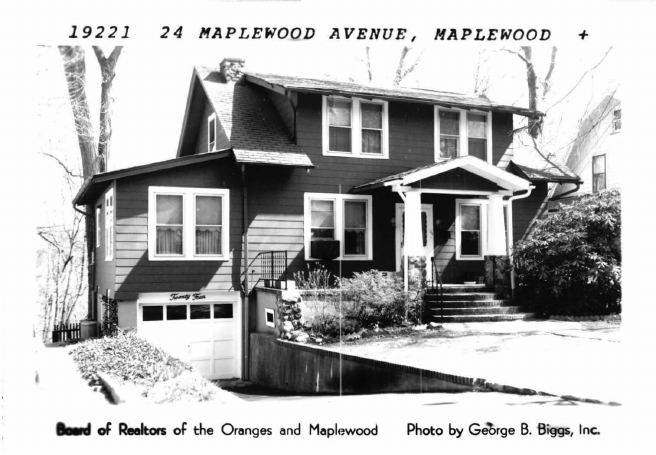 19221 24 MAPLEWOOD AVENUE, MAPLEWOOD +
Twenty Four
Board of Realtors of the Oranges and Maplewood Photo by George B. Biggs, Inc.